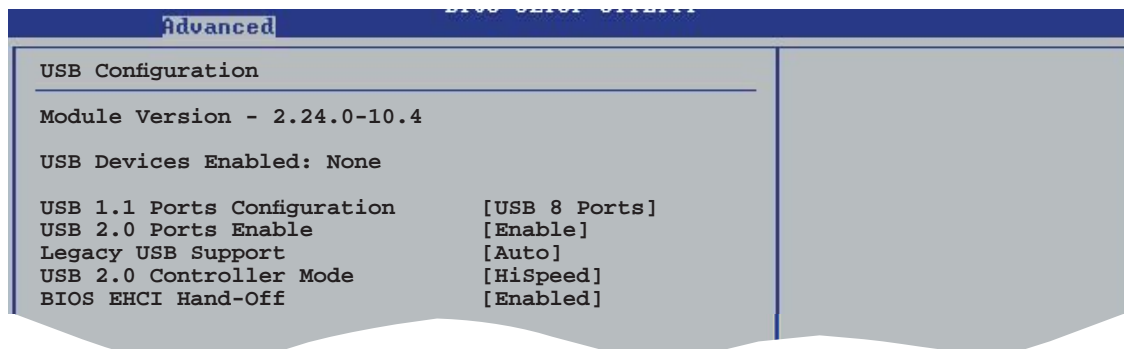 Advanced
USB Configuration
Module Version - 2.24.0-10.4
USB Devices Enabled: None
USB 1.1 Ports Configuration [USB 8 Ports]
USB 2.0 Ports Enable [Enable]
Legacy USB Support [Auto]
USB 2.0 Controller Mode [HiSpeed]
BIOS EHCI Hand-Off [Enabled]